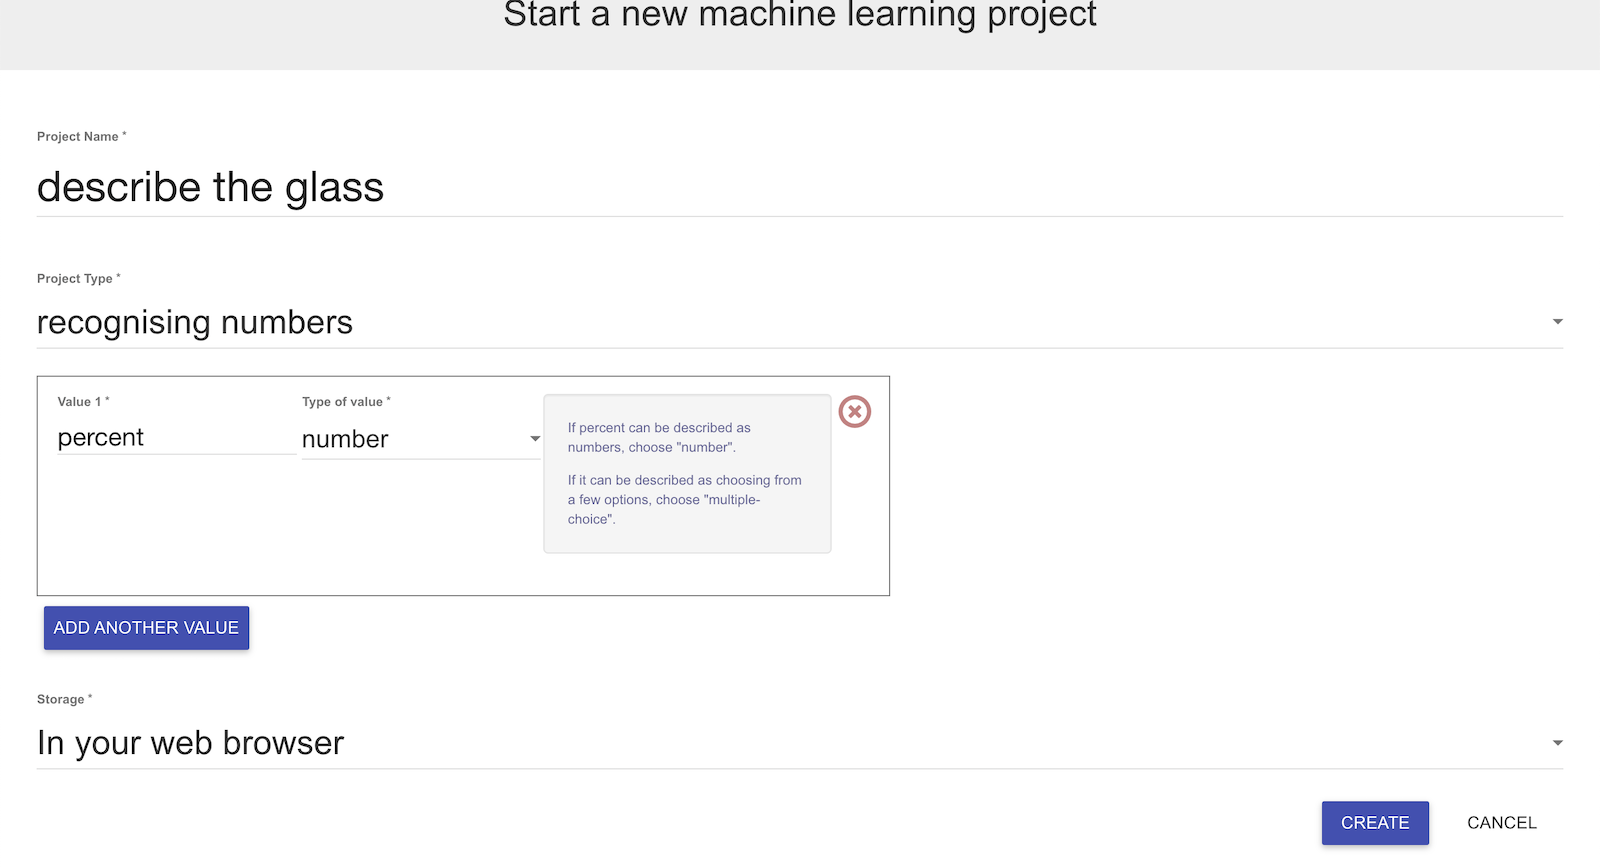 Start a new machine learning project
Project Name *
describe the glass
Project Type *
recognising numbers
Value 1 *
percent
Type of value *
number
If percent can be described as
numbers, choose "number".
If it can be described as choosing from
a few options, choose "multiple-
choice".
ADD ANOTHER VALUE
Storage *
In your web browser
CREATE
CANCEL